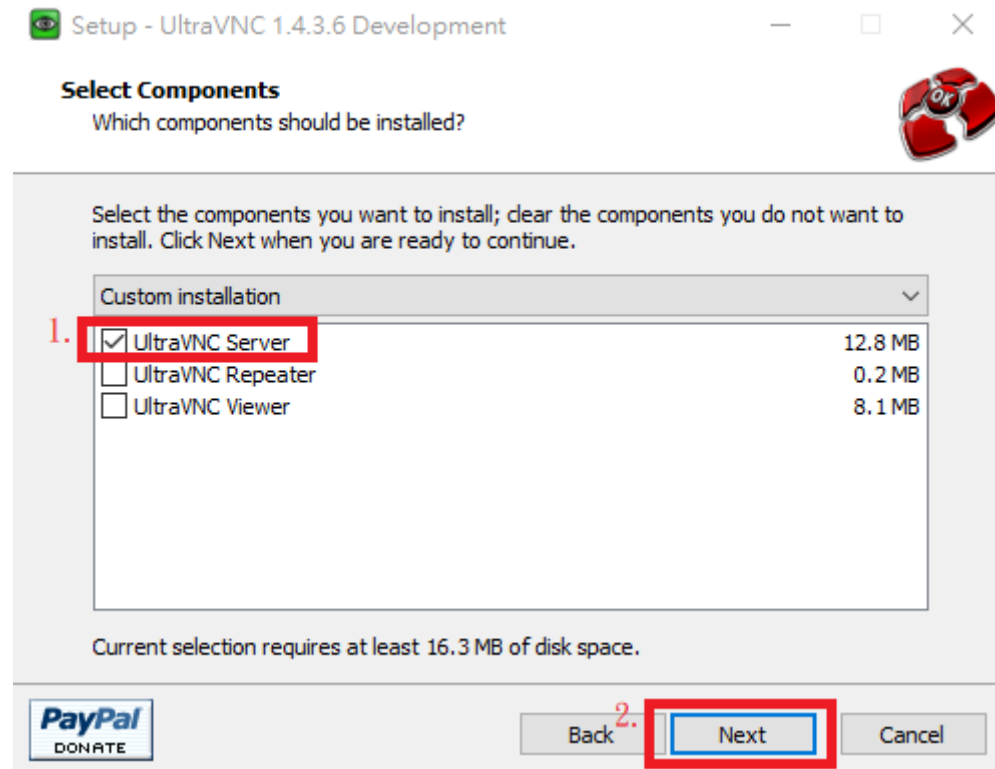 Setup - UltraVNC 1.4.3.6 Development
Select Components
Which components should be installed?
OK
Select the components you want to install; clear the components you do not want to
install. Click Next when you are ready to continue.
Custom installation
1.
UltraVNC Server 12.8 MB
UltraVNC Repeater 0.2 MB
UltraVNC Viewer 8.1 MB
Current selection requires at least 16.3 MB of disk space.
PayPal
DONATE
Back 2. Next Cancel